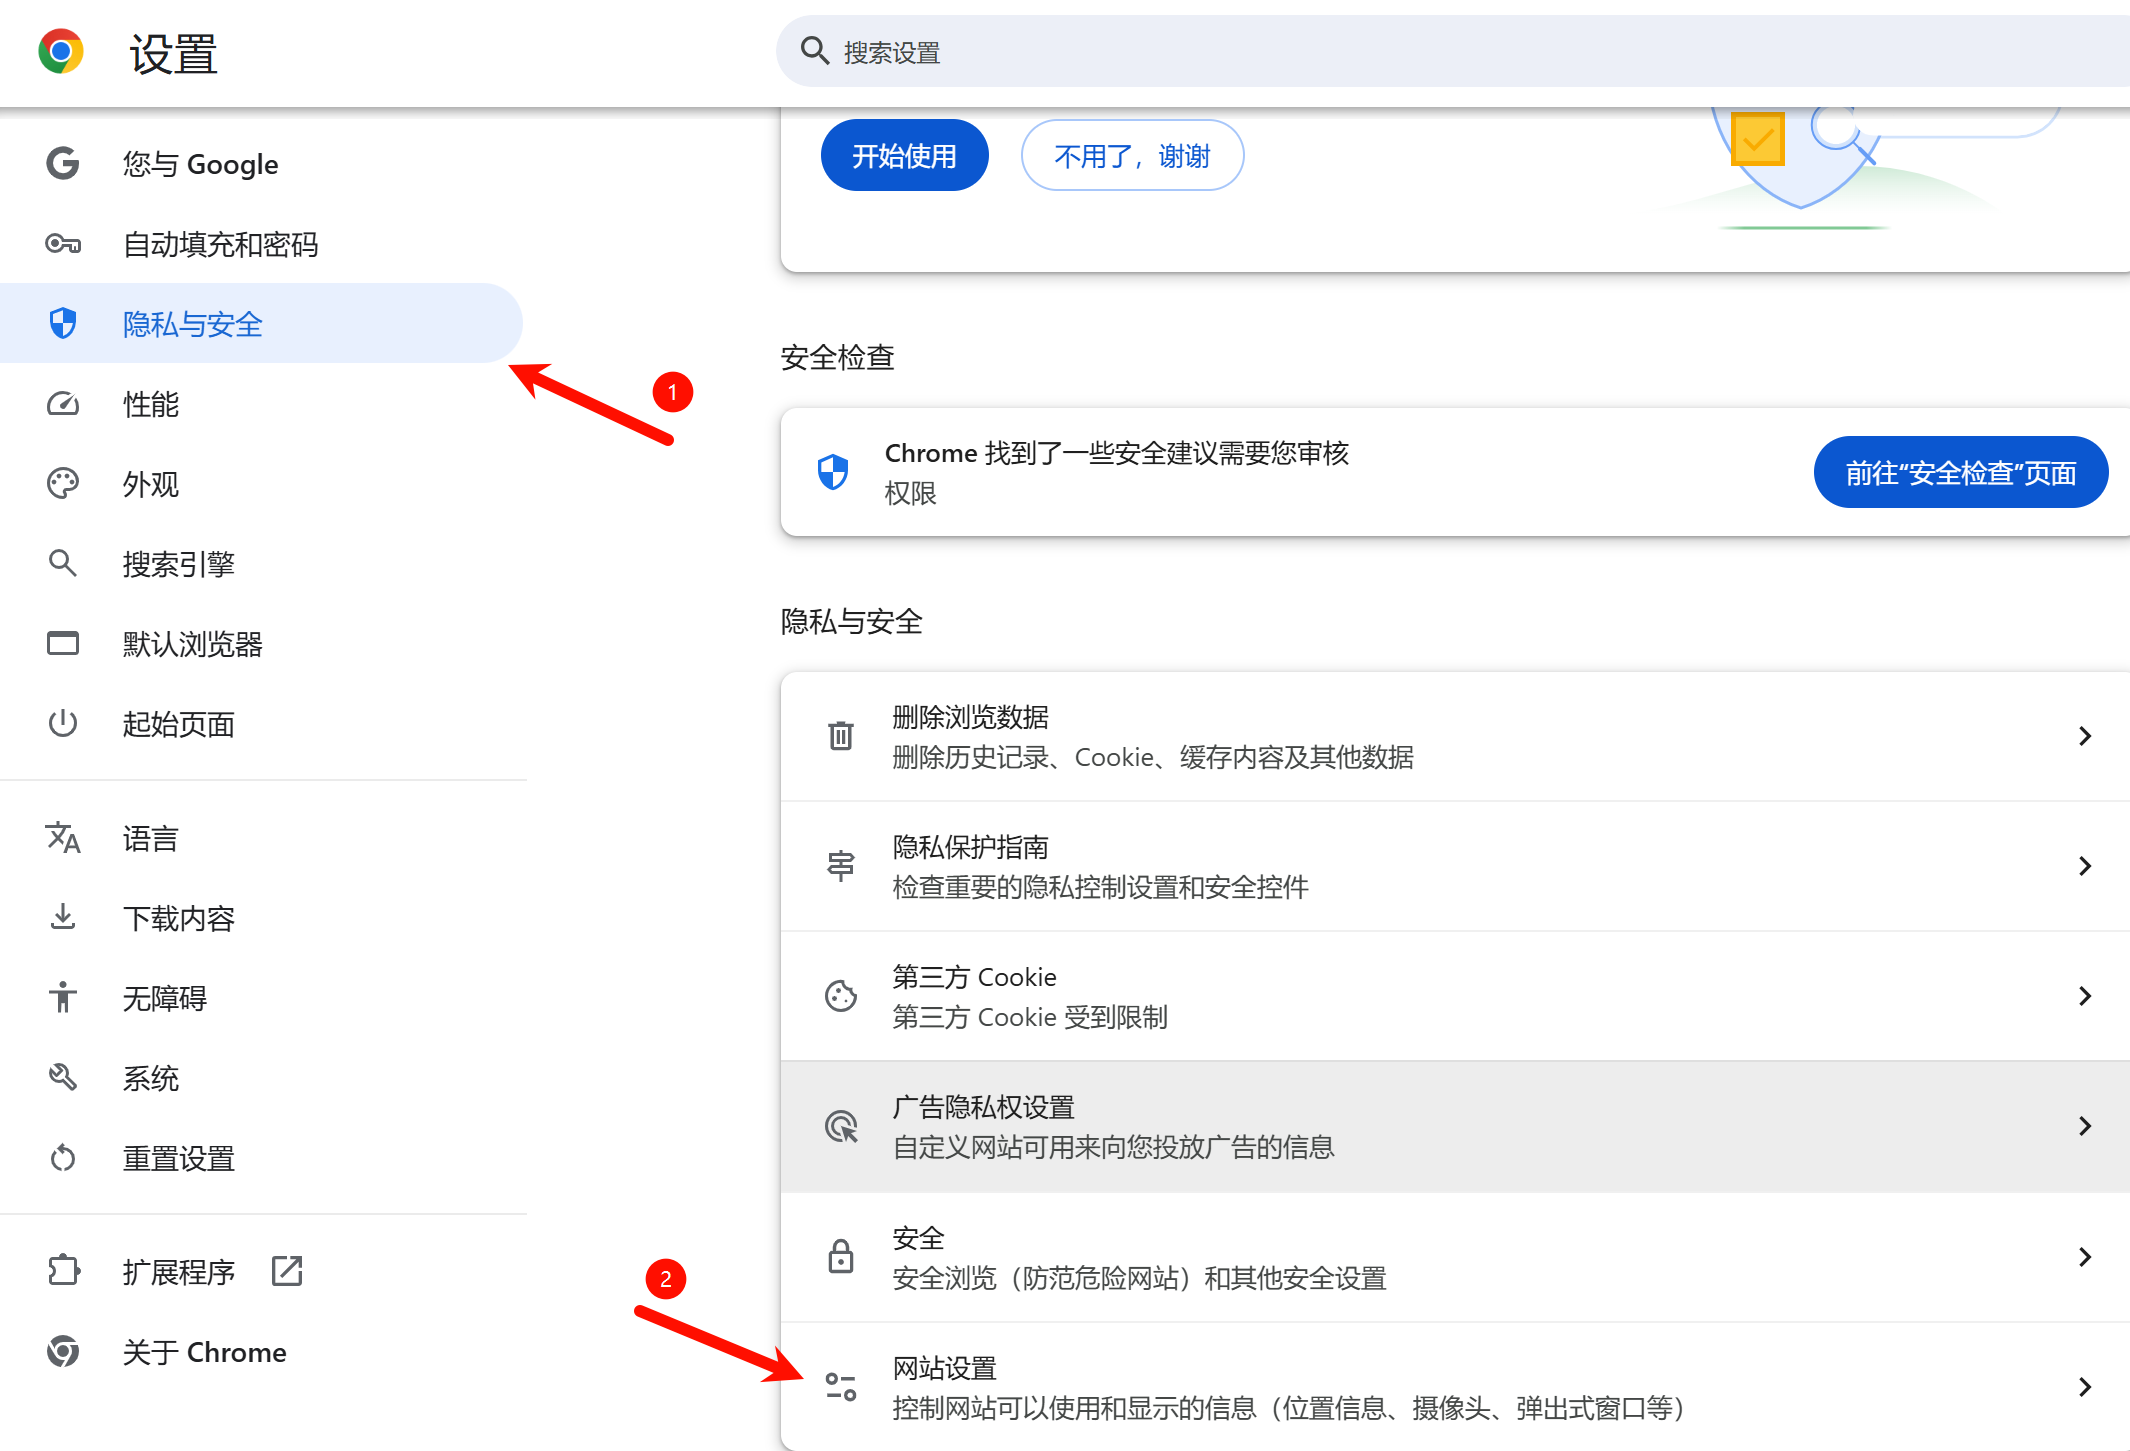 设置
搜索设置
您与 Google
自动填充和密码
隐私与安全
性能
外观
搜索引擎
默认浏览器
起始页面
语言
下载内容
无障碍
系统
重置设置
扩展程序
关于 Chrome
1
2
开始使用
不用了，谢谢
安全检查
Chrome 找到了一些安全建议需要您审核
权限
前往“安全检查”页面
隐私与安全
删除浏览数据
删除历史记录、Cookie、缓存内容及其他数据
隐私保护指南
检查重要的隐私控制设置和安全控件
第三方 Cookie
第三方 Cookie 受到限制
广告隐私权设置
自定义网站可用来向您投放广告的信息
安全
安全浏览（防范危险网站）和其他安全设置
网站设置
控制网站可以使用和显示的信息（位置信息、摄像头、弹出式窗口等）